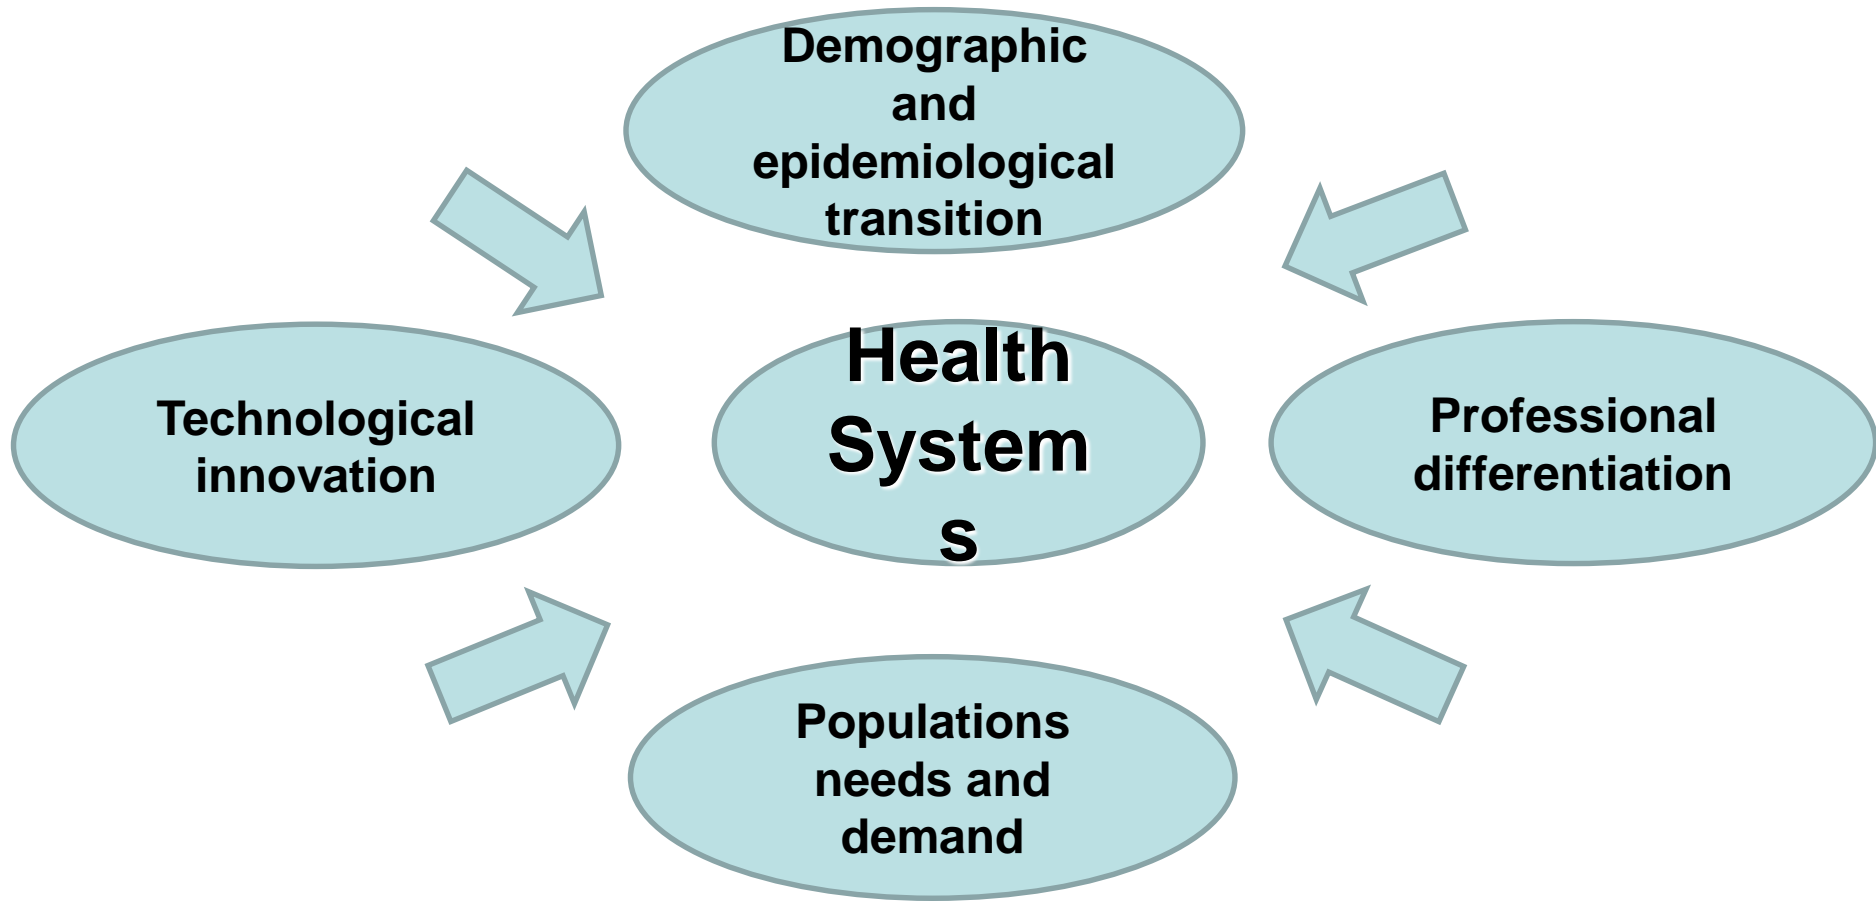 Demographic
and
epidemiological
transition
Technological
innovation
Health
System
s
Professional
differentiation
Populations
needs and
demand